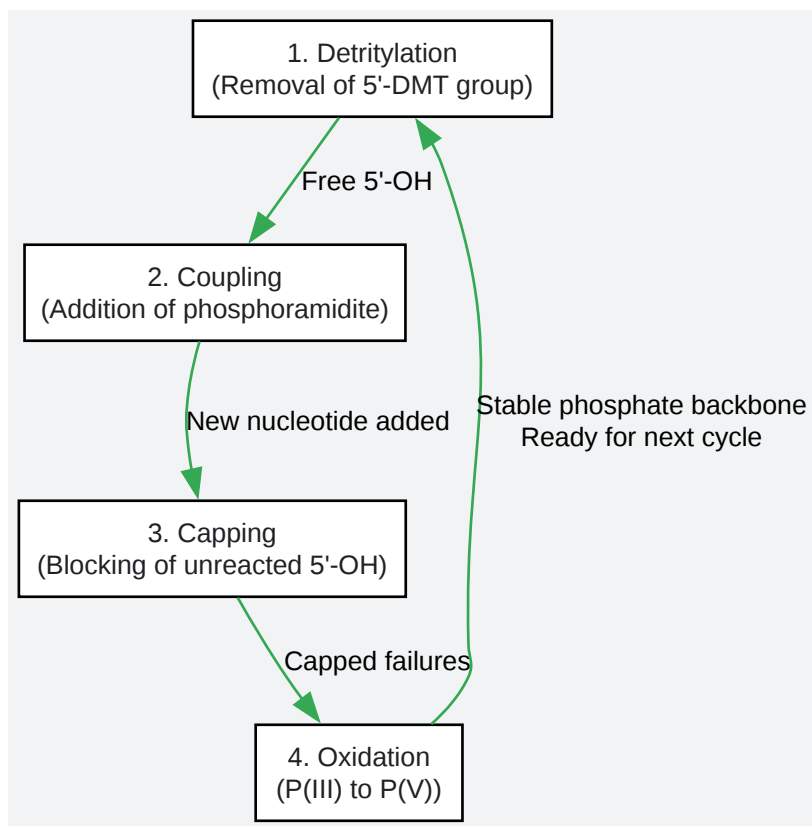 1. Detritylation
(Removal of 5'-DMT group)
Free 5'-OH
2. Coupling
(Addition of phosphoramidite)
New nucleotide added
Stable phosphate backbone
Ready for next cycle
3. Capping
(Blocking of unreacted 5'-OH)
Capped failures
4. Oxidation
(P(III) to P(V))